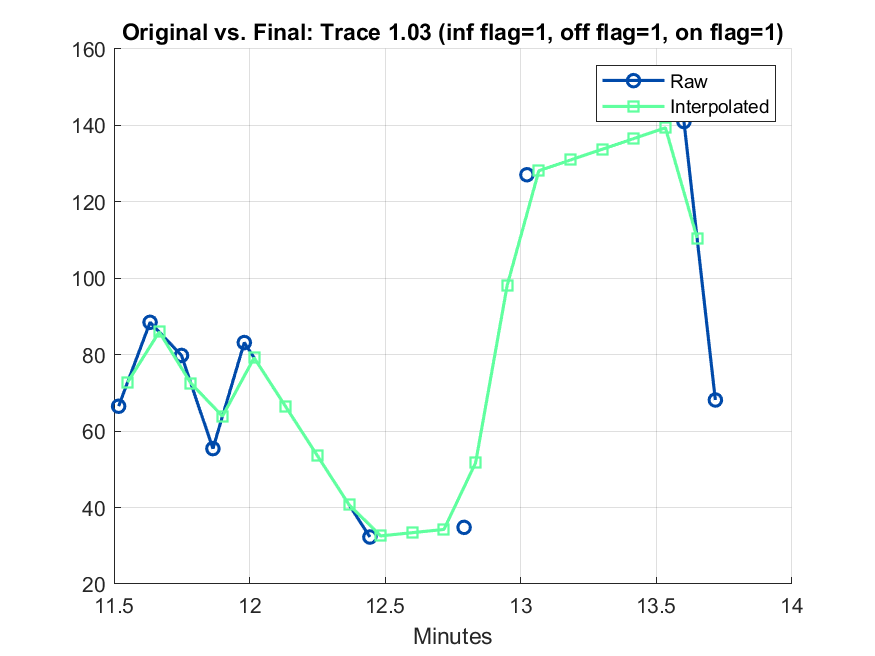 Original vs. Final: Trace 1.03 (inf flag=1, off flag=1, on flag=1)
160
Raw
Interpolated
140
120
100
80
60
40
20
11.5 12 12.5 13 13.5 14
Minutes